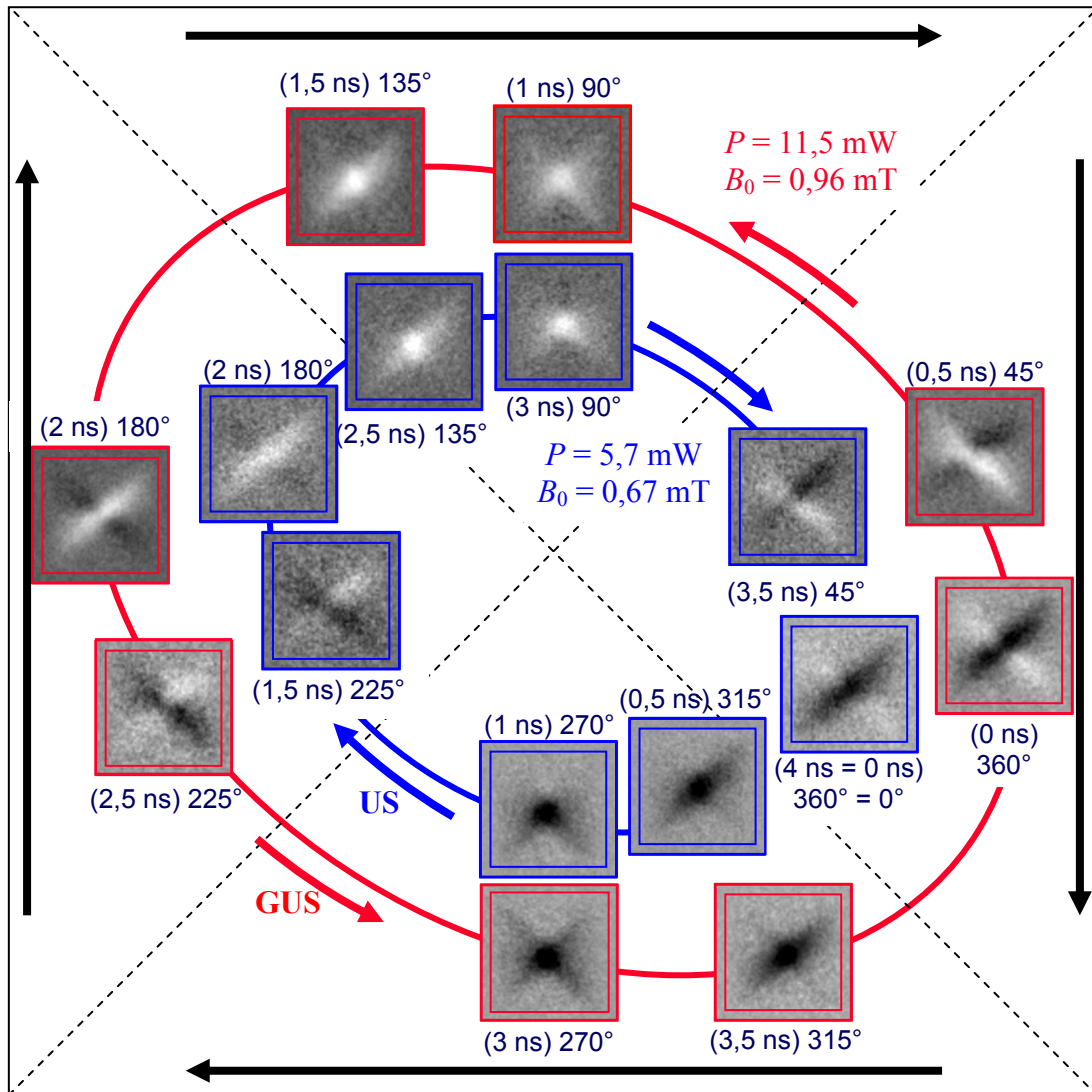 (1,5 ns) 135°
(1 ns) 90°
P = 11,5 mW
B0 = 0,96 mT
(2 ns) 180°
(2,5 ns) 135°
(3 ns) 90°
(0,5 ns) 45°
(2 ns) 180°
P = 5,7 mW
B0 = 0,67 mT
(3,5 ns) 45°
(1,5 ns) 225°
(0,5 ns) 315°
(1 ns) 270°
(4 ns = 0 ns)
360° = 0°
(0 ns)
360°
(2,5 ns) 225°
US
GUS
(3 ns) 270°
(3,5 ns) 315°